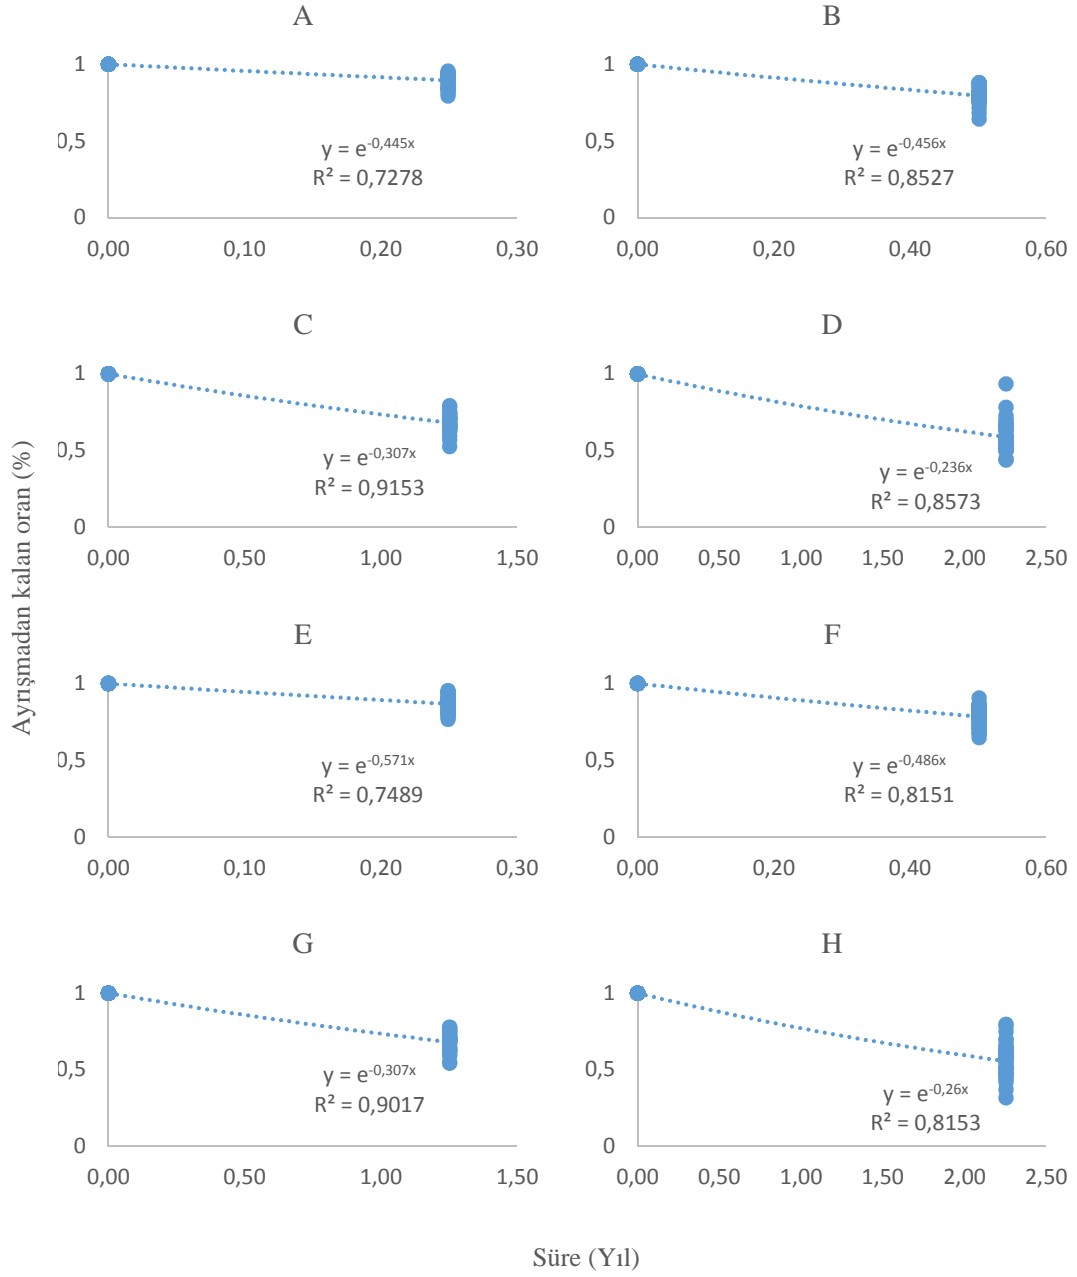 A
1
0,5
0
y = e^-0,445x
R² = 0,7278
0,00 0,10 0,20 0,30
B
1
0,5
0
y = e^-0,456x
R² = 0,8527
0,00 0,20 0,40 0,60
C
1
0,5
0
y = e^-0,307x
R² = 0,9153
0,00 0,50 1,00 1,50
D
1
0,5
0
y = e^-0,236x
R² = 0,8573
0,00 0,50 1,00 1,50 2,00 2,50
E
1
0,5
0
y = e^-0,571x
R² = 0,7489
0,00 0,10 0,20 0,30
F
1
0,5
0
y = e^-0,486x
R² = 0,8151
0,00 0,20 0,40 0,60
G
1
0,5
0
y = e^-0,307x
R² = 0,9017
0,00 0,50 1,00 1,50
H
1
0,5
0
y = e^-0,26x
R² = 0,8153
0,00 0,50 1,00 1,50 2,00 2,50
Ayrışmadan kalan oran (%)
Süre (Yıl)